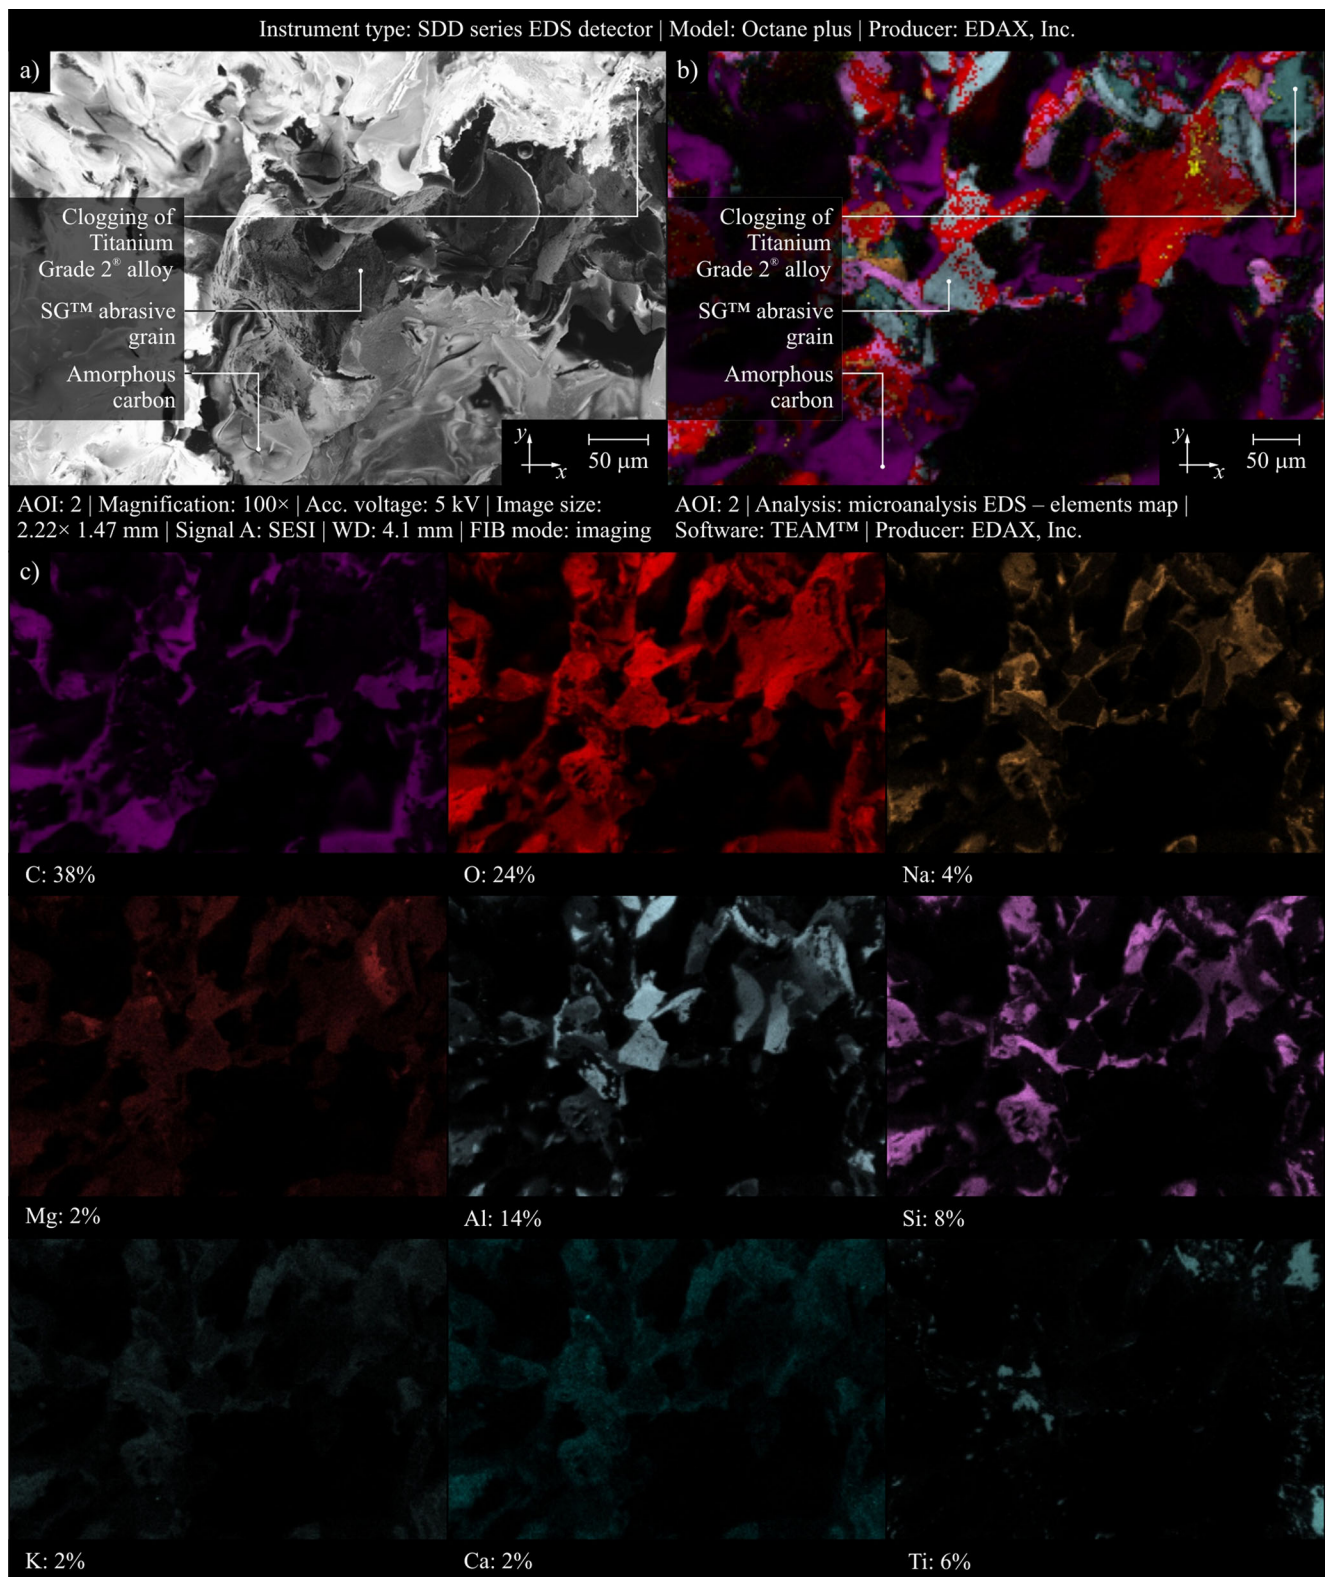 Instrument type: SDD series EDS detector | Model: Octane plus | Producer: EDAX, Inc.
a)
Clogging of
Titanium
Grade 2® alloy
SG™ abrasive
grain
Amorphous
carbon
y
x
50 µm
AOI: 2 | Magnification: 100× | Acc. voltage: 5 kV | Image size:
2.22× 1.47 mm | Signal A: SESI | WD: 4.1 mm | FIB mode: imaging
b)
Clogging of
Titanium
Grade 2® alloy
SG™ abrasive
grain
Amorphous
carbon
y
x
50 µm
AOI: 2 | Analysis: microanalysis EDS – elements map |
Software: TEAM™ | Producer: EDAX, Inc.
c)
C: 38%
O: 24%
Na: 4%
Mg: 2%
Al: 14%
Si: 8%
K: 2%
Ca: 2%
Ti: 6%